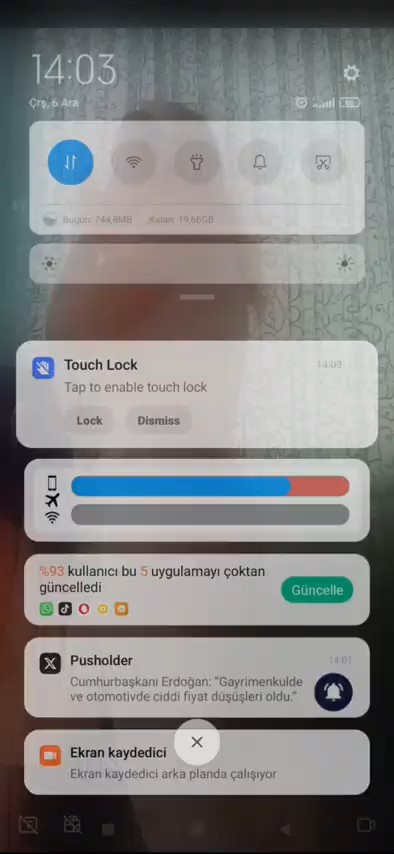 14:03
Çrş, 6 Ara
66
Bugün: 744,8MB
Kalan: 19,66GB
Touch Lock
14:03
Tap to enable touch lock
Lock
Dismiss
%93 kullanıcı bu 5 uygulamayı çoktan
güncelledi
Güncelle
Pusholder
14:01
Cumhurbaşkanı Erdoğan: “Gayrimenkulde
ve otomotivde ciddi fiyat düşüşleri oldu.”
Ekran kaydedici
Ekran kaydedici arka planda çalışıyor